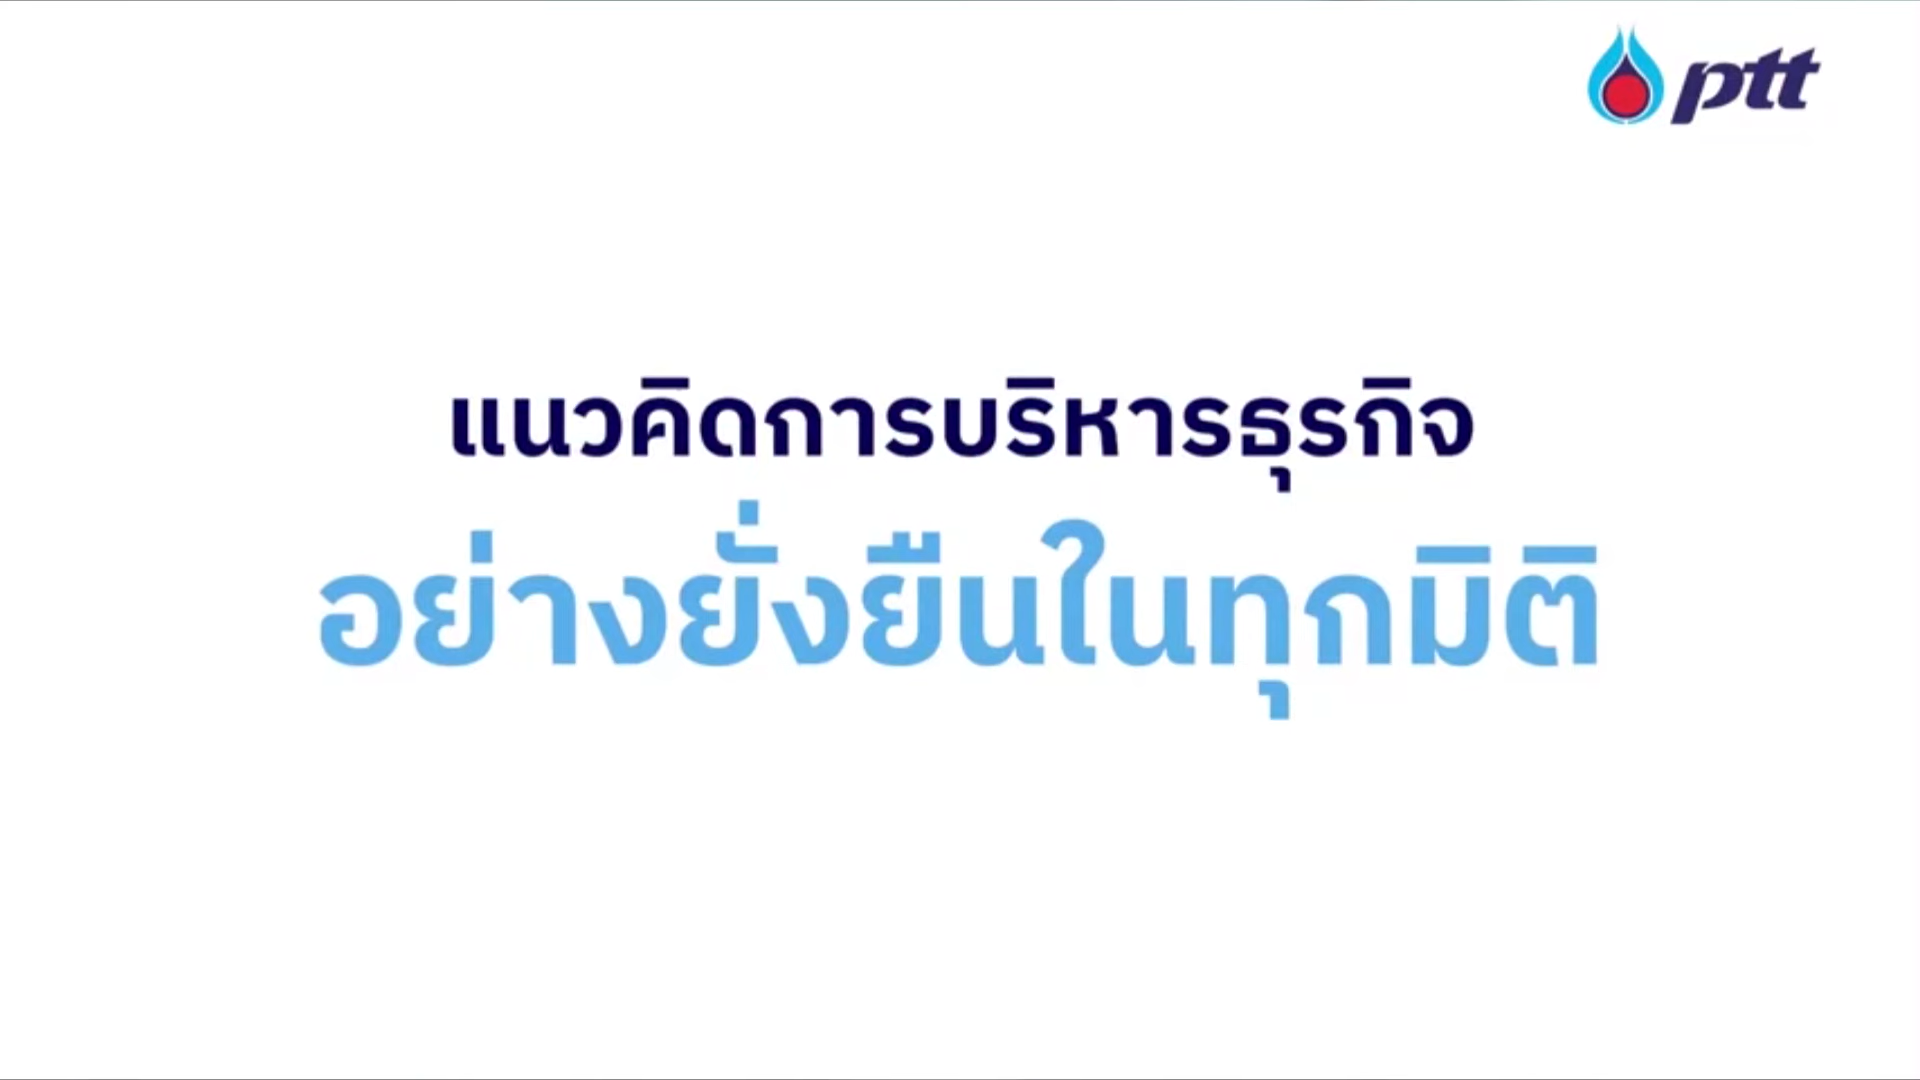 ptt
แนวคิดการบริหารธุรกิจ
อย่างยั่งยืนในทุกมิติ